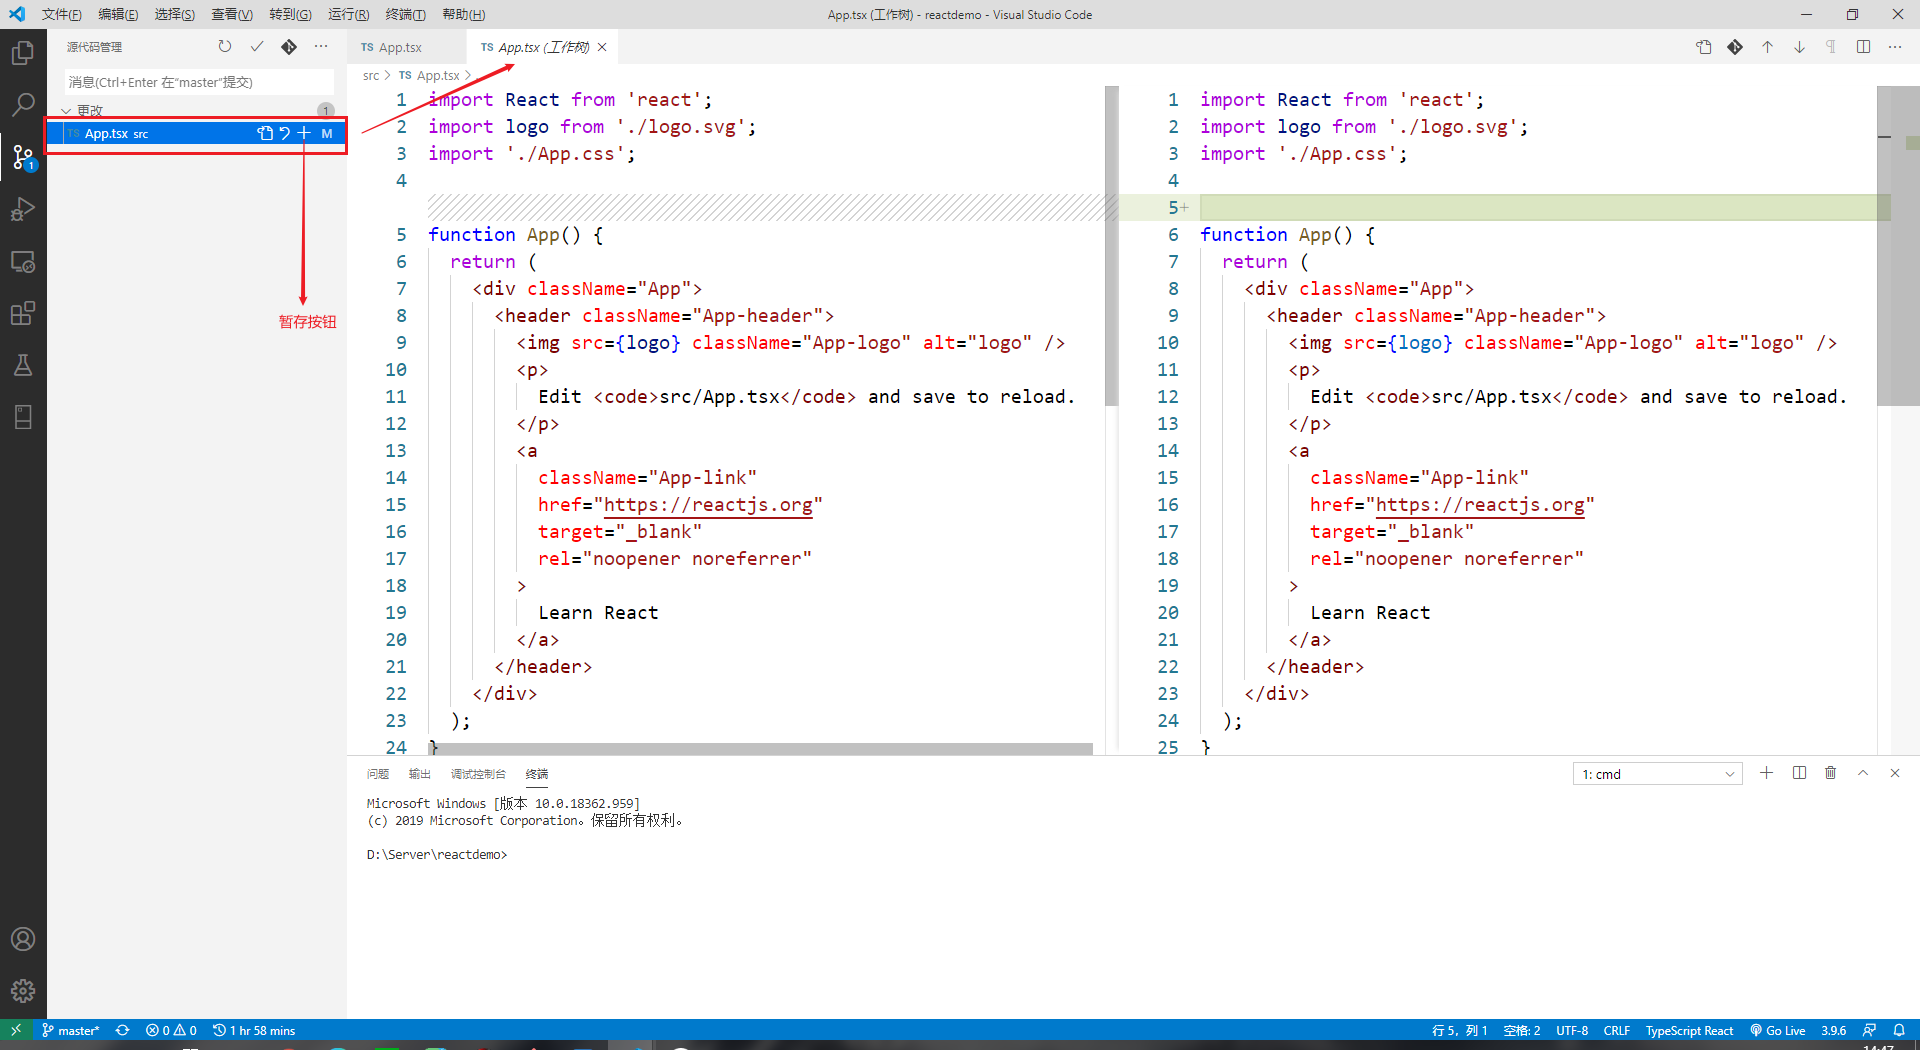 文件(F) 编辑(E) 选择(S) 查看(V) 转到(G) 运行(R) 终端(T) 帮助(H) App.tsx (工作树) - reactdemo - Visual Studio Code
源代码管理
消息(Ctrl+Enter 在“master”提交)
更改 1
TS App.tsx src M
1
暂存按钮
TS App.tsx TS App.tsx (工作树)
src > TS App.tsx >
1 import React from 'react';
2 import logo from './logo.svg';
3 import './App.css';
4
5 function App() {
6 return (
7 <div className="App">
8 <header className="App-header">
9 <img src={logo} className="App-logo" alt="logo" />
10 <p>
11 Edit <code>src/App.tsx</code> and save to reload.
12 </p>
13 <a
14 className="App-link"
15 href="https://reactjs.org"
16 target="_blank"
17 rel="noopener noreferrer"
18 >
19 Learn React
20 </a>
21 </header>
22 </div>
23 );
24 }
1 import React from 'react';
2 import logo from './logo.svg';
3 import './App.css';
4
5+
6 function App() {
7 return (
8 <div className="App">
9 <header className="App-header">
10 <img src={logo} className="App-logo" alt="logo" />
11 <p>
12 Edit <code>src/App.tsx</code> and save to reload.
13 </p>
14 <a
15 className="App-link"
16 href="https://reactjs.org"
17 target="_blank"
18 rel="noopener noreferrer"
19 >
20 Learn React
21 </a>
22 </header>
23 </div>
24 );
25 }
问题 输出 调试控制台 终端 1: cmd
Microsoft Windows [版本 10.0.18362.959]
(c) 2019 Microsoft Corporation。保留所有权利。
D:\Server\reactdemo>
master* 0 0 1 hr 58 mins 行 5，列 1 空格: 2 UTF-8 CRLF TypeScript React Go Live 3.9.6